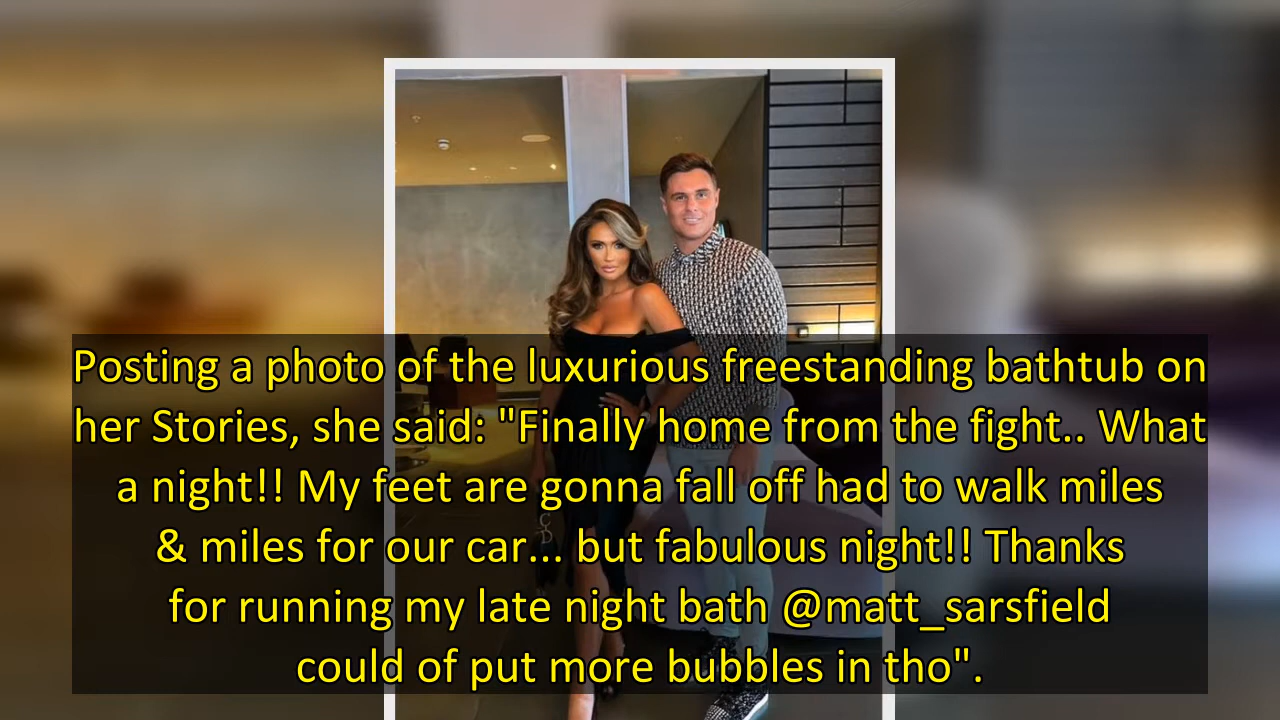 Posting a photo of the luxurious freestanding bathtub on
her Stories, she said: "Finally home from the fight.. What
a night!! My feet are gonna fall off had to walk miles
& miles for our car... but fabulous night!! Thanks
for running my late night bath @matt_sarsfield
could of put more bubbles in tho".
CD